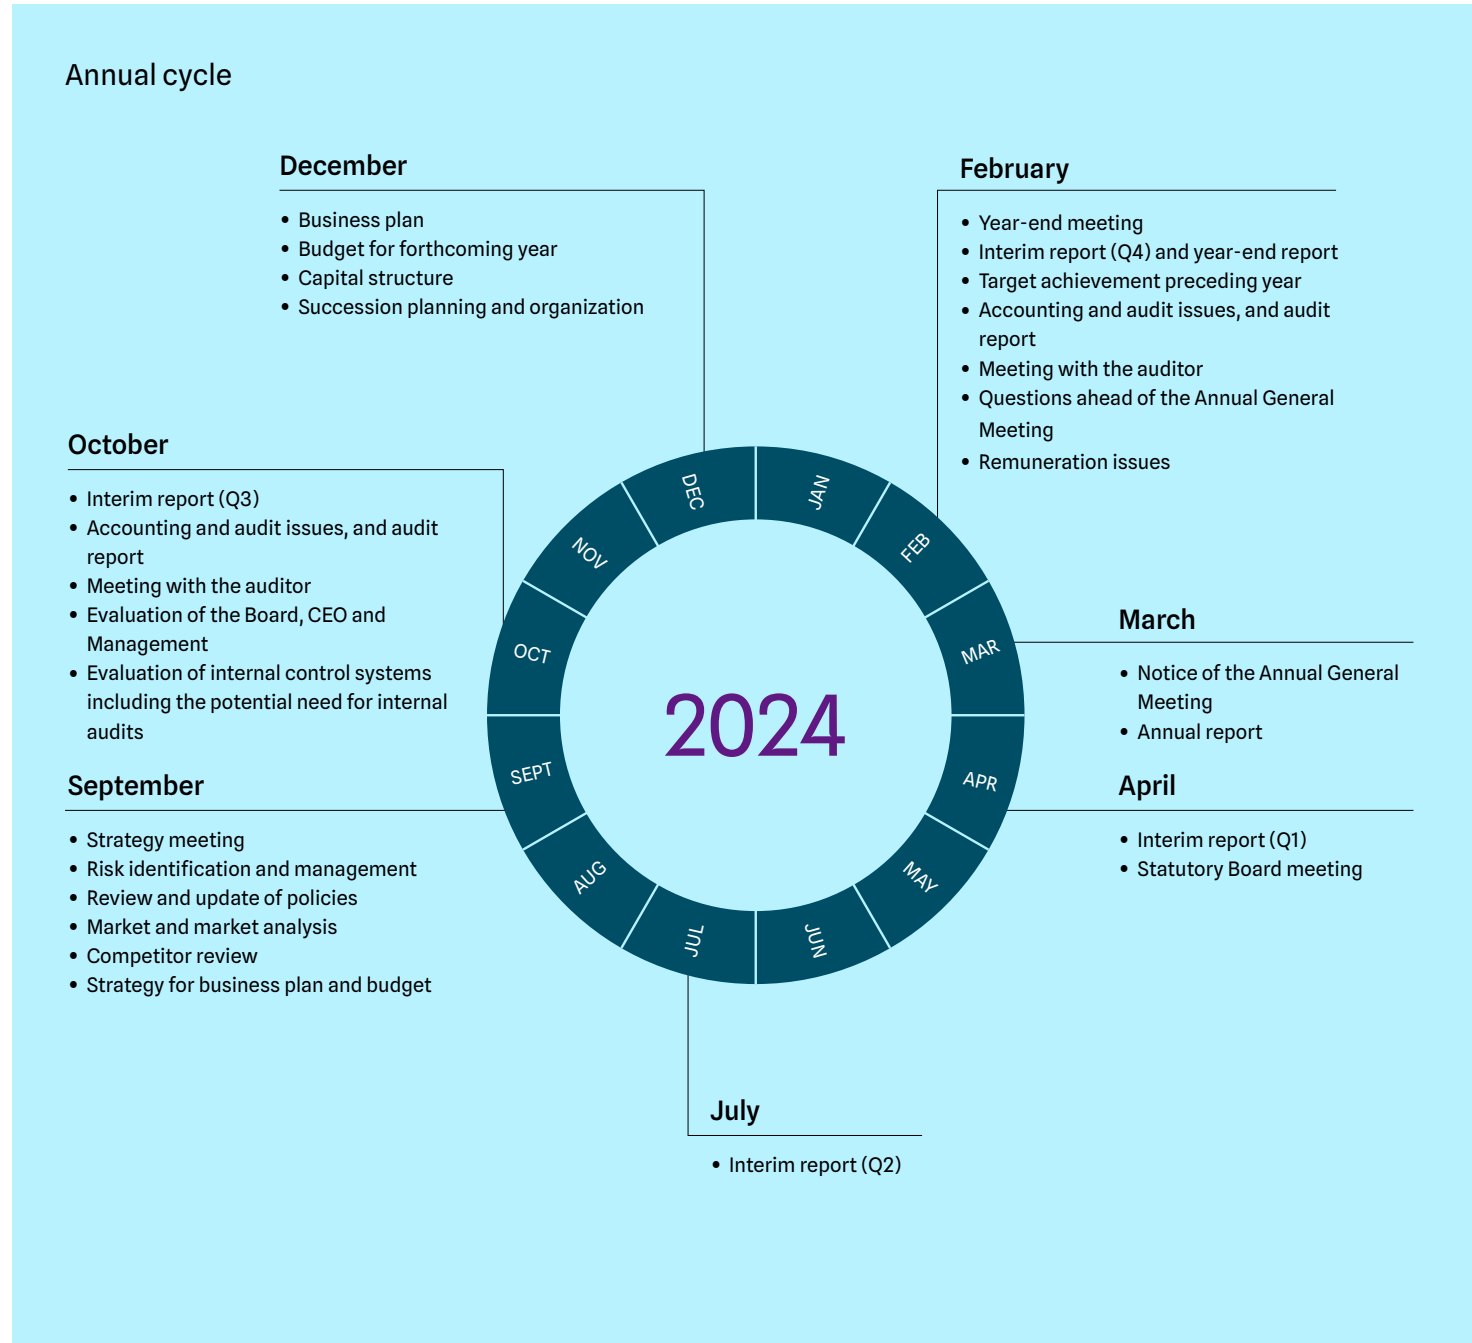 Annual cycle
December
• Business plan
• Budget for forthcoming year
• Capital structure
• Succession planning and organization
February
• Year-end meeting
• Interim report (Q4) and year-end report
• Target achievement preceding year
• Accounting and audit issues, and audit
report
• Meeting with the auditor
• Questions ahead of the Annual General
Meeting
• Remuneration issues
October
• Interim report (Q3)
• Accounting and audit issues, and audit
report
• Meeting with the auditor
• Evaluation of the Board, CEO and
Management
• Evaluation of internal control systems
including the potential need for internal
audits
September
• Strategy meeting
• Risk identification and management
• Review and update of policies
• Market and market analysis
• Competitor review
• Strategy for business plan and budget
JAN
FEB
MAR
APR
MAY
JUN
JUL
AUG
SEPT
OCT
NOV
DEC
2024
March
• Notice of the Annual General
Meeting
• Annual report
April
• Interim report (Q1)
• Statutory Board meeting
July
• Interim report (Q2)